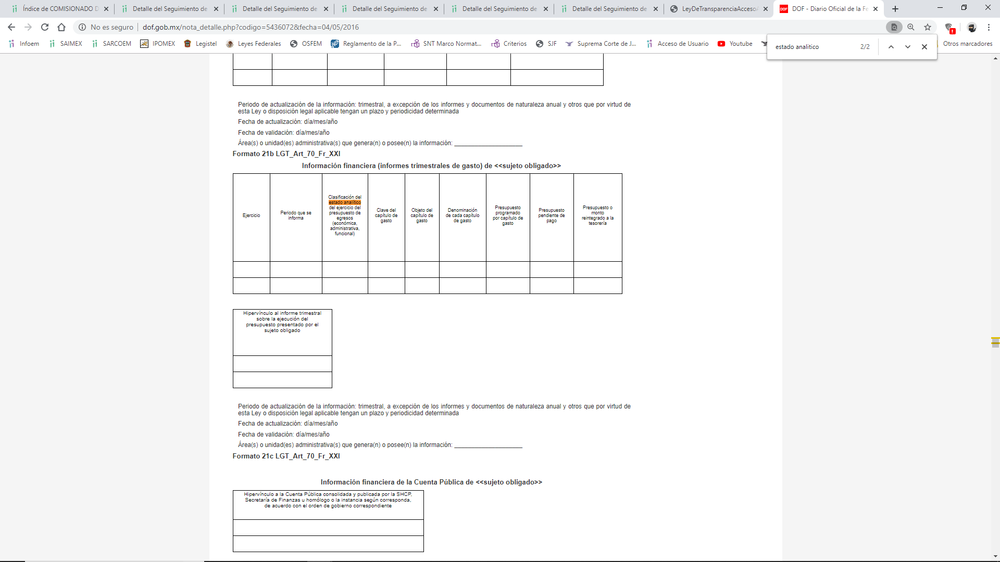 Índice de COMISIONADO D
Detalle del Seguimiento de
Detalle del Seguimiento de
Detalle del Seguimiento de
Detalle del Seguimiento de
Detalle del Seguimiento de
LeyDeTransparenciaAccesoA
DOF - Diario Oficial de la Fe
No es seguro
dof.gob.mx/nota_detalle.php?codigo=5436072&fecha=04/05/2016
Infoem
SAIMEX
SARCOEM
IPOMEX
Legistel
Leyes Federales
OSFEM
Reglamento de la P...
SNT Marco Normat...
Criterios
SJF
Suprema Corte de J...
Acceso de Usuario
Youtube
Otros marcadores
estado analitico
2/2
Periodo de actualización de la información: trimestral, a excepción de los informes y documentos de naturaleza anual y otros que por virtud de
esta Ley o disposición legal aplicable tengan un plazo y periodicidad determinada
Fecha de actualización: día/mes/año
Fecha de validación: día/mes/año
Área(s) o unidad(es) administrativa(s) que genera(n) o posee(n) la información: ____________________
Formato 21b LGT_Art_70_Fr_XXI
Información financiera (informes trimestrales de gasto) de <<sujeto obligado>>
Ejercicio
Periodo que se
informa
Clasificación del
estado analítico
del ejercicio del
presupuesto de
egresos
(económica,
administrativa,
funcional)
Clave del
capítulo de
gasto
Objeto del
capítulo de
gasto
Denominación
de cada capítulo
de gasto
Presupuesto
programado
por capítulo de
gasto
Presupuesto
pendiente de
pago
Presupuesto o
monto
reintegrado a la
tesorería
Hipervínculo al informe trimestral
sobre la ejecución del
presupuesto presentado por el
sujeto obligado
Periodo de actualización de la información: trimestral, a excepción de los informes y documentos de naturaleza anual y otros que por virtud de
esta Ley o disposición legal aplicable tengan un plazo y periodicidad determinada
Fecha de actualización: día/mes/año
Fecha de validación: día/mes/año
Área(s) o unidad(es) administrativa(s) que genera(n) o posee(n) la información: ____________________
Formato 21c LGT_Art_70_Fr_XXI
Información financiera de la Cuenta Pública de <<sujeto obligado>>
Hipervínculo a la Cuenta Pública consolidada y publicada por la SHCP,
Secretaría de Finanzas u homólogo o la instancia según corresponda,
de acuerdo con el orden de gobierno correspondiente